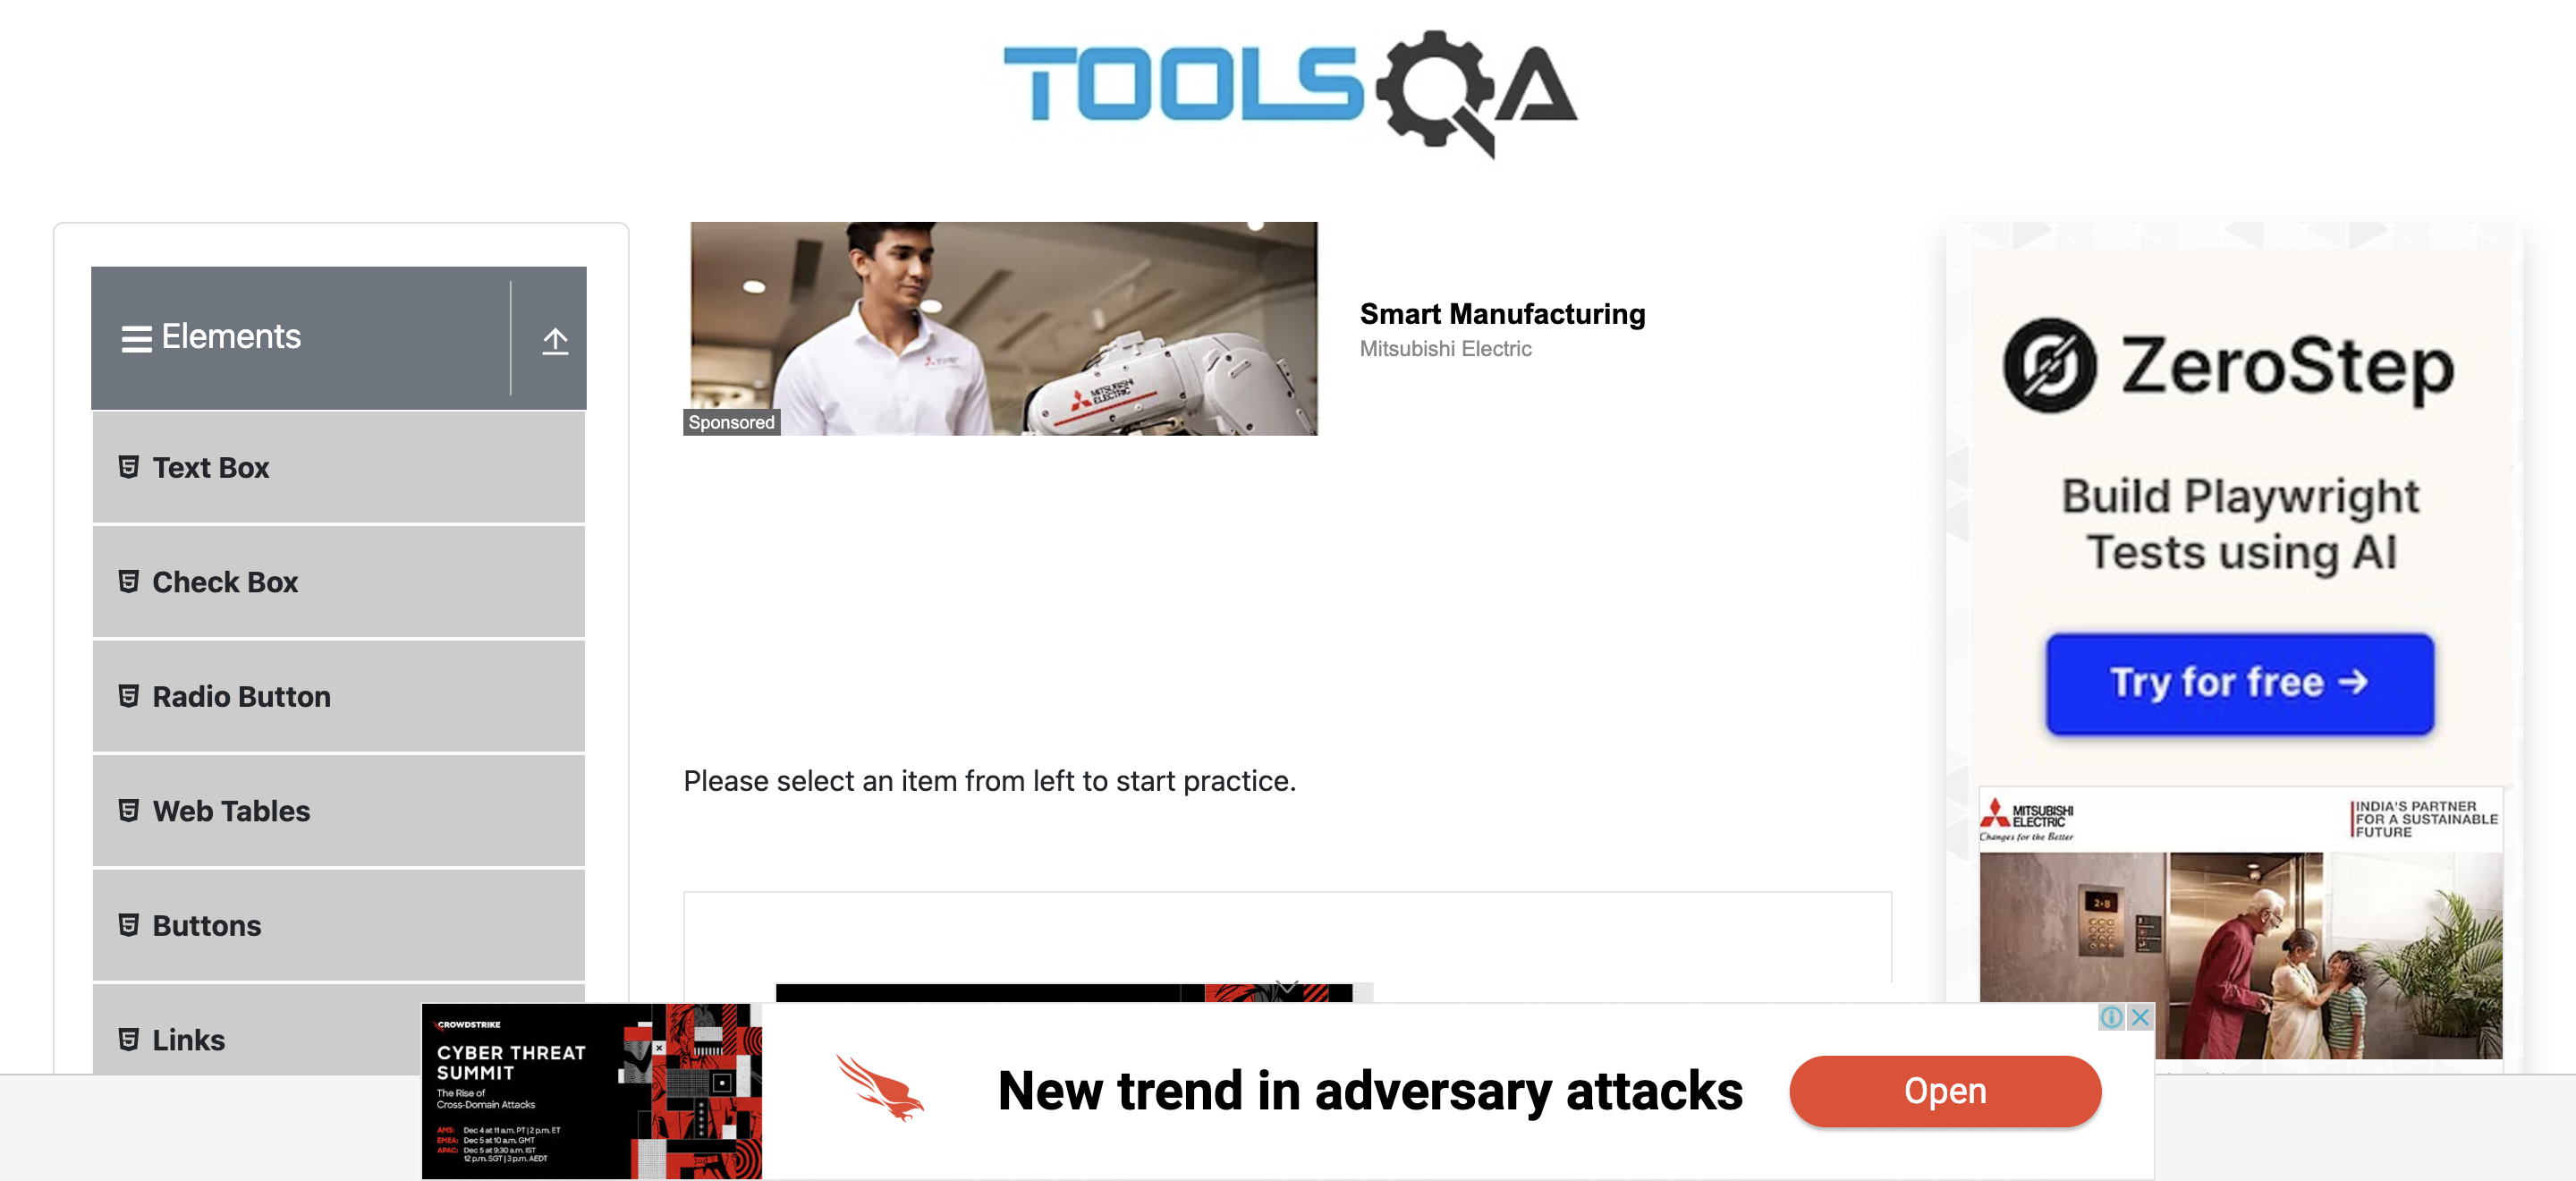 TOOLSQA
Elements
Text Box
Check Box
Radio Button
Web Tables
Buttons
Links
MITSUBISHI
ELECTRIC
Sponsored
Smart Manufacturing
Mitsubishi Electric
Please select an item from left to start practice.
ZeroStep
Build Playwright
Tests using AI
Try for free →
MITSUBISHI
ELECTRIC
Changes for the Better
INDIA'S PARTNER
FOR A SUSTAINABLE
FUTURE
2-8
CROWDSTRIKE
CYBER THREAT
SUMMIT
The Rise of
Cross-Domain Attacks
AMS: Dec 4 at 11 a.m. PT | 2 p.m. ET
EMEA: Dec 5 at 10 a.m. GMT
APAC: Dec 5 at 9:30 a.m. IST
12 p.m. SGT | 3 p.m. AEDT
New trend in adversary attacks
Open